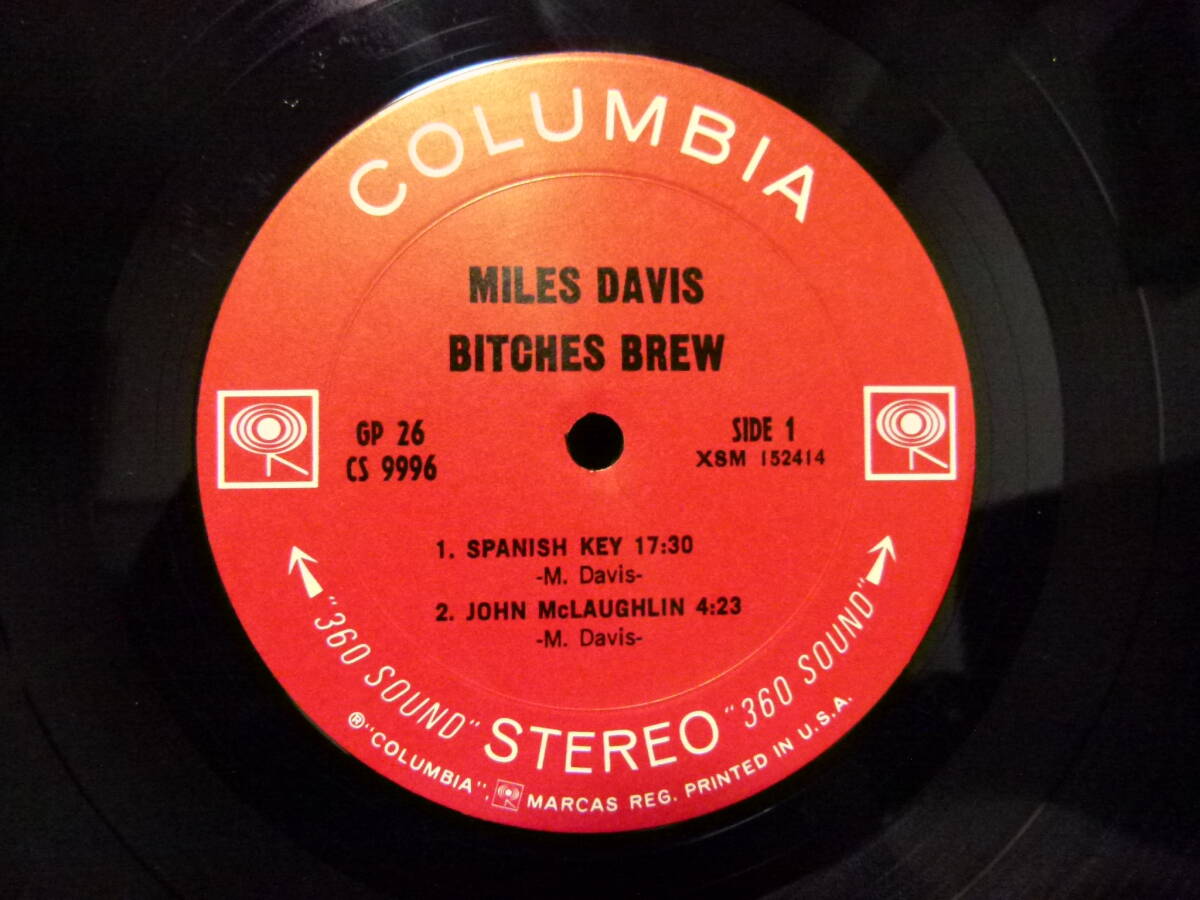 COLUMBIA
MILES DAVIS
BITCHES BREW
GP 26
CS 9996
SIDE 1
XSM 152414
1. SPANISH KEY 17:30
-M. Davis-
2. JOHN McLAUGHLIN 4:23
-M. Davis-
"360 SOUND" STEREO "360 SOUND"
®"COLUMBIA", MARCAS REG. PRINTED IN U.S.A.